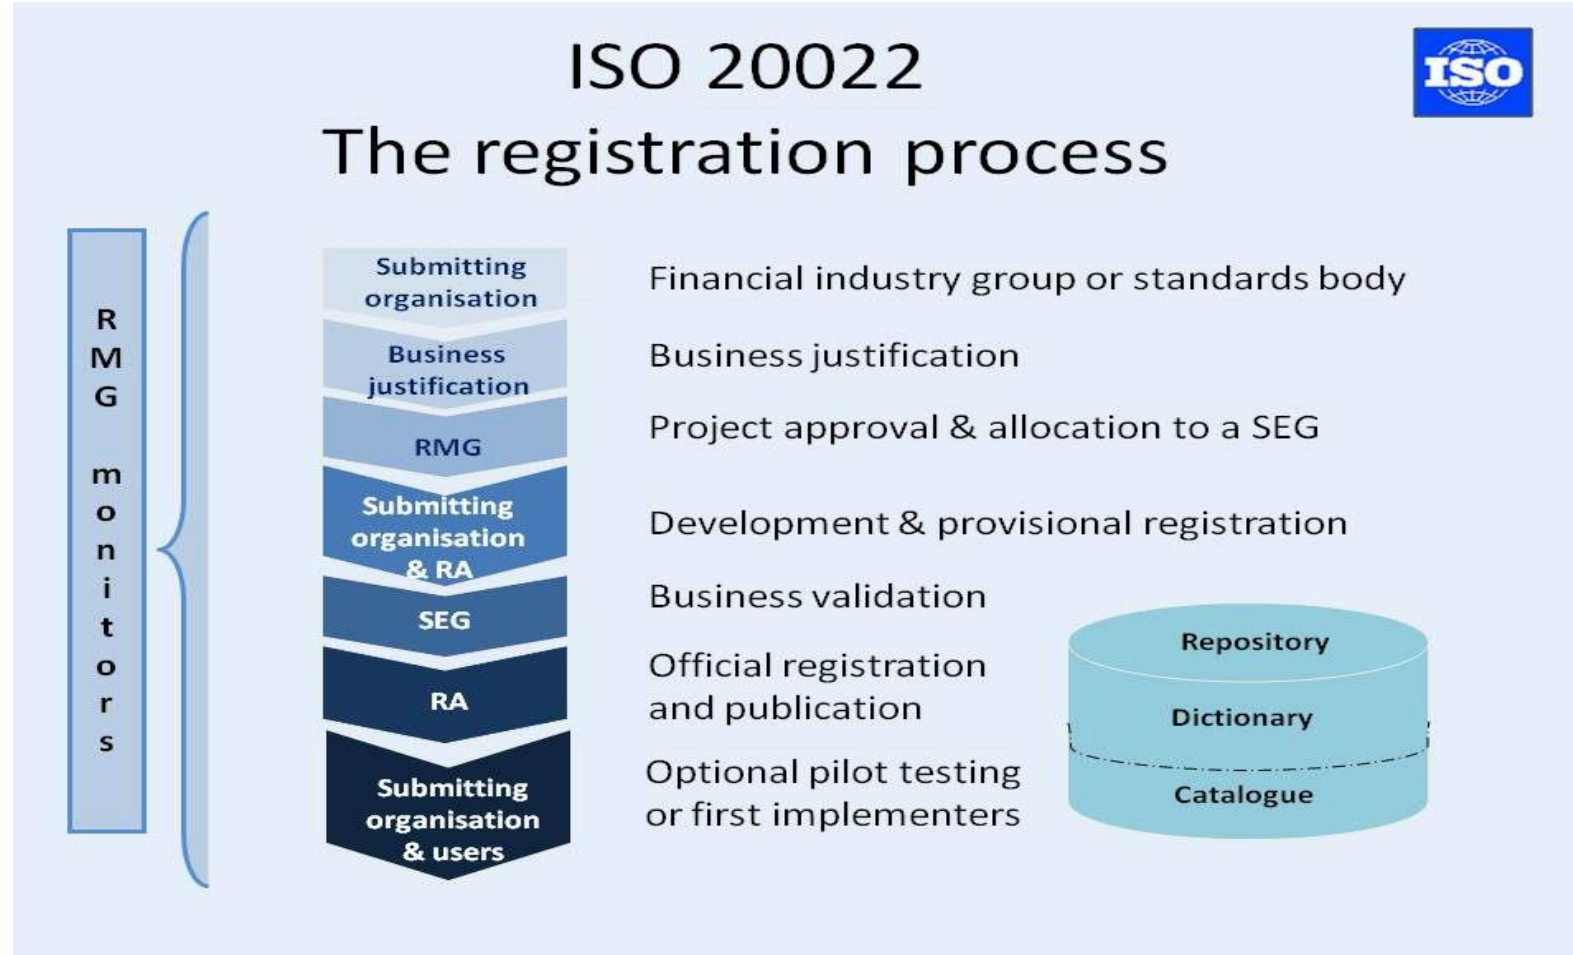 ISO 20022
The registration process
ISO
RMG monitors
Submitting
organisation
Financial industry group or standards body
Business
justification
Business justification
RMG
Project approval & allocation to a SEG
Submitting
organisation
& RA
Development & provisional registration
SEG
Business validation
RA
Official registration
and publication
Submitting
organisation
& users
Optional pilot testing
or first implementers
Repository
Dictionary
Catalogue